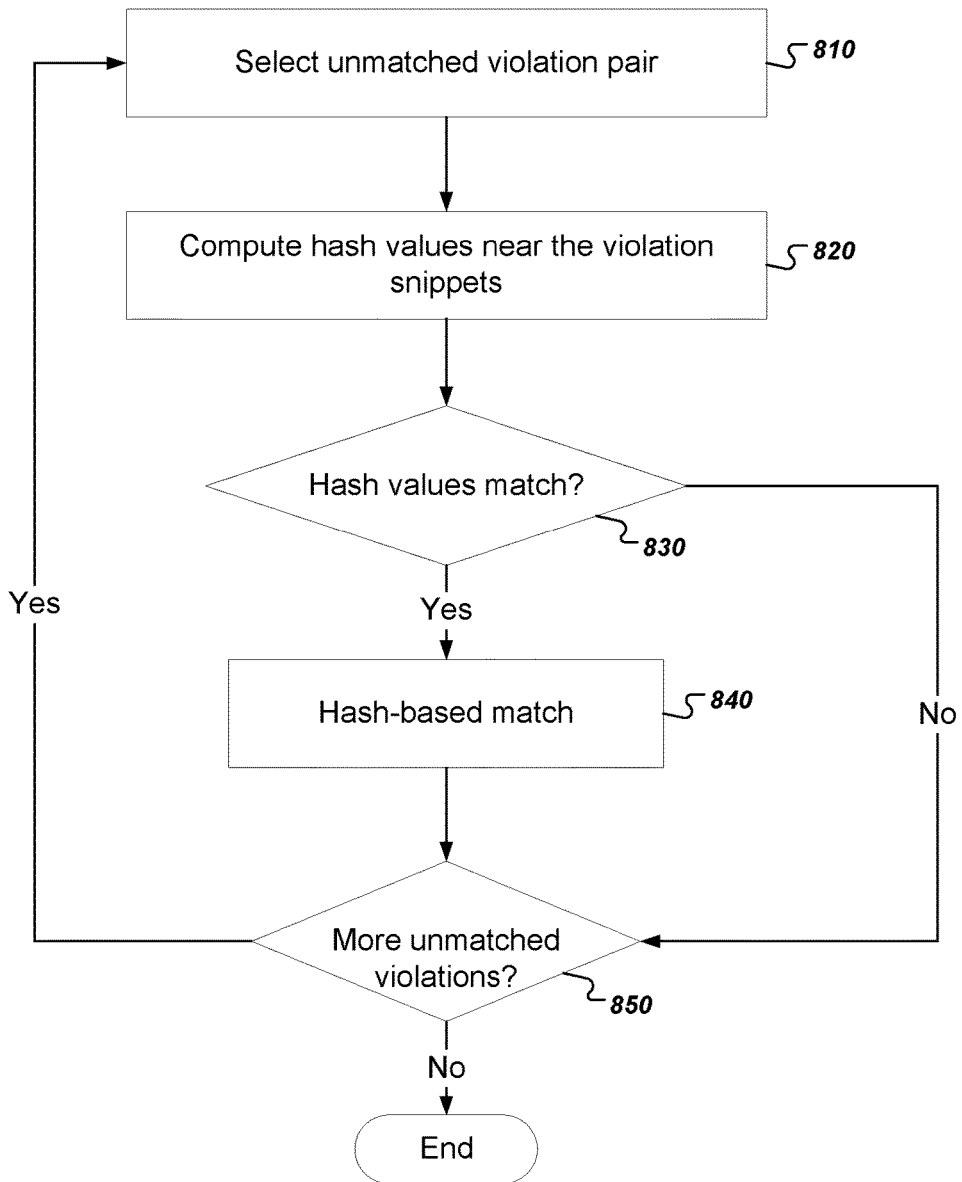 Select unmatched violation pair
810
Compute hash values near the violation
snippets
820
Hash values match?
830
Yes
Yes
Hash-based match
840
No
More unmatched
violations?
850
No
End